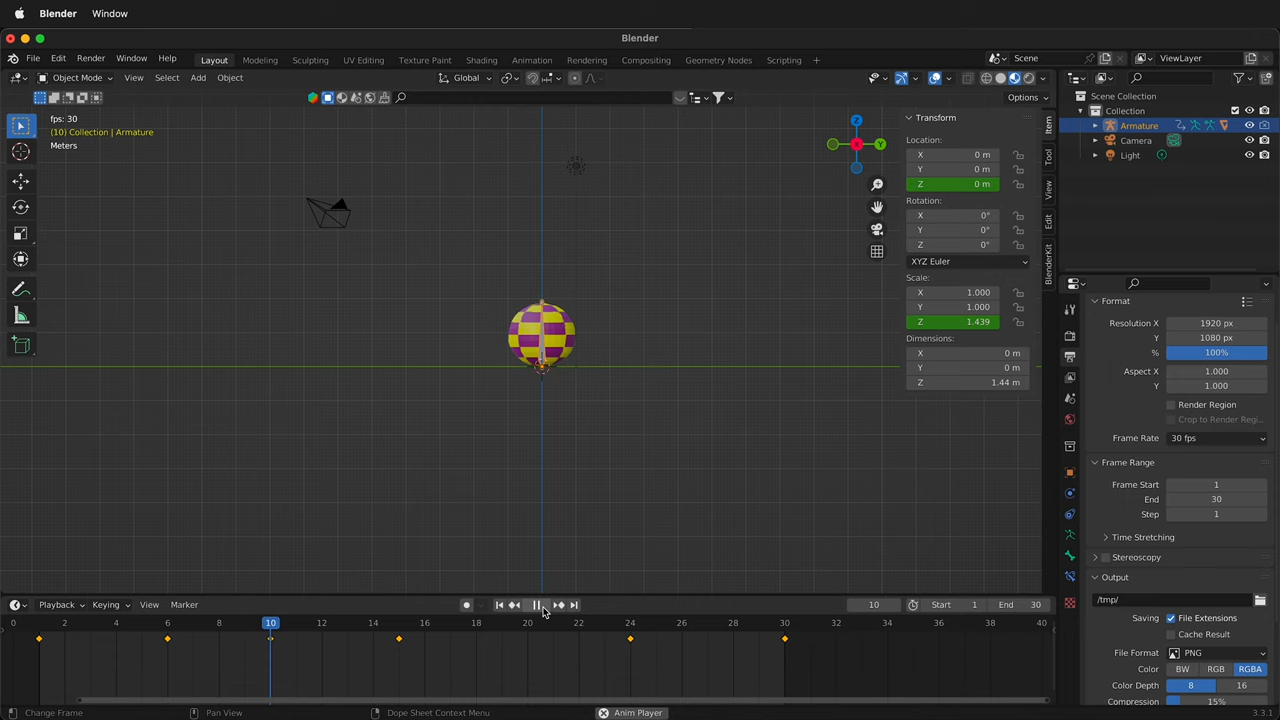 Blender Window
Blender
File Edit Render Window Help Layout Modeling Sculpting UV Editing Texture Paint Shading Animation Rendering Compositing Geometry Nodes Scripting + Scene ViewLayer
Object Mode View Select Add Object Global
Options
fps: 30
(10) Collection | Armature
Meters
Z
Y
X
Transform
Location:
X 0 m
Y 0 m
Z 0 m
Rotation:
X 0°
Y 0°
Z 0°
XYZ Euler
Scale:
X 1.000
Y 1.000
Z 1.439
Dimensions:
X 0 m
Y 0 m
Z 1.44 m
Item
Tool
View
Edit
BlenderKit
Scene Collection
Collection
Armature
Camera
Light
Format
Resolution X 1920 px
Y 1080 px
% 100%
Aspect X 1.000
Y 1.000
Render Region
Crop to Render Regi...
Frame Rate 30 fps
Frame Range
Frame Start 1
End 30
Step 1
Time Stretching
Stereoscopy
Output
/tmp/
Saving File Extensions
Cache Result
File Format PNG
Color BW RGB RGBA
Color Depth 8 16
Compression 15%
Playback Keying View Marker 10 Start 1 End 30
0 2 4 6 8 10 12 14 16 18 20 22 24 26 28 30 32 34 36 38 40
Change Frame Pan View Dope Sheet Context Menu Anim Player 3.3.1